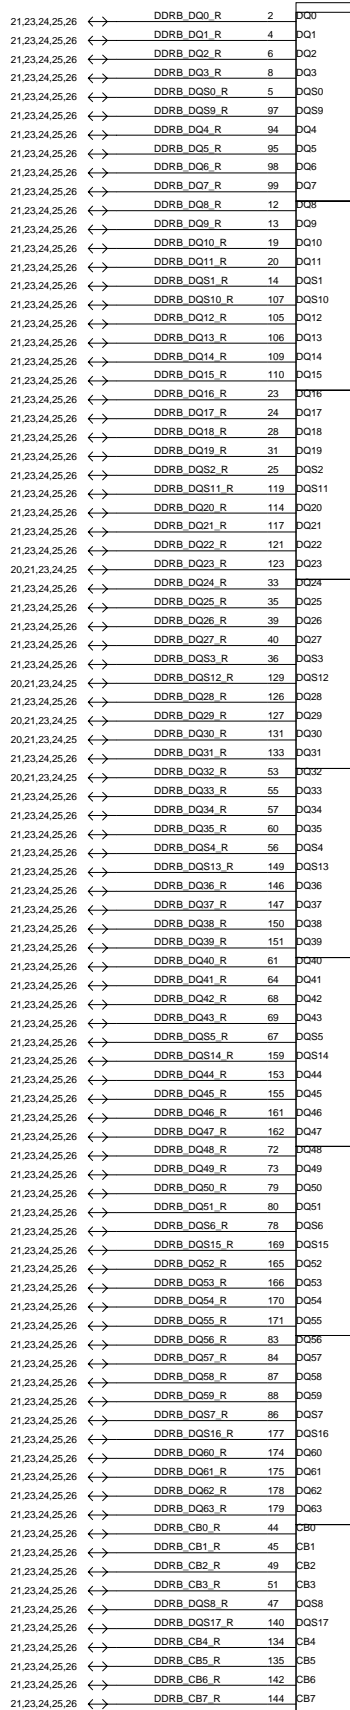 21,23,24,25,26 DDRB_DQ0_R 2 DQ0
21,23,24,25,26 DDRB_DQ1_R 4 DQ1
21,23,24,25,26 DDRB_DQ2_R 6 DQ2
21,23,24,25,26 DDRB_DQ3_R 8 DQ3
21,23,24,25,26 DDRB_DQS0_R 5 DQS0
21,23,24,25,26 DDRB_DQS9_R 97 DQS9
21,23,24,25,26 DDRB_DQ4_R 94 DQ4
21,23,24,25,26 DDRB_DQ5_R 95 DQ5
21,23,24,25,26 DDRB_DQ6_R 98 DQ6
21,23,24,25,26 DDRB_DQ7_R 99 DQ7
21,23,24,25,26 DDRB_DQ8_R 12 DQ8
21,23,24,25,26 DDRB_DQ9_R 13 DQ9
21,23,24,25,26 DDRB_DQ10_R 19 DQ10
21,23,24,25,26 DDRB_DQ11_R 20 DQ11
21,23,24,25,26 DDRB_DQS1_R 14 DQS1
21,23,24,25,26 DDRB_DQS10_R 107 DQS10
21,23,24,25,26 DDRB_DQ12_R 105 DQ12
21,23,24,25,26 DDRB_DQ13_R 106 DQ13
21,23,24,25,26 DDRB_DQ14_R 109 DQ14
21,23,24,25,26 DDRB_DQ15_R 110 DQ15
21,23,24,25,26 DDRB_DQ16_R 23 DQ16
21,23,24,25,26 DDRB_DQ17_R 24 DQ17
21,23,24,25,26 DDRB_DQ18_R 28 DQ18
21,23,24,25,26 DDRB_DQ19_R 31 DQ19
21,23,24,25,26 DDRB_DQS2_R 25 DQS2
21,23,24,25,26 DDRB_DQS11_R 119 DQS11
21,23,24,25,26 DDRB_DQ20_R 114 DQ20
21,23,24,25,26 DDRB_DQ21_R 117 DQ21
21,23,24,25,26 DDRB_DQ22_R 121 DQ22
20,21,23,24,25 DDRB_DQ23_R 123 DQ23
21,23,24,25,26 DDRB_DQ24_R 33 DQ24
21,23,24,25,26 DDRB_DQ25_R 35 DQ25
21,23,24,25,26 DDRB_DQ26_R 39 DQ26
21,23,24,25,26 DDRB_DQ27_R 40 DQ27
21,23,24,25,26 DDRB_DQS3_R 36 DQS3
20,21,23,24,25 DDRB_DQS12_R 129 DQS12
21,23,24,25,26 DDRB_DQ28_R 126 DQ28
20,21,23,24,25 DDRB_DQ29_R 127 DQ29
20,21,23,24,25 DDRB_DQ30_R 131 DQ30
21,23,24,25,26 DDRB_DQ31_R 133 DQ31
20,21,23,24,25 DDRB_DQ32_R 53 DQ32
21,23,24,25,26 DDRB_DQ33_R 55 DQ33
21,23,24,25,26 DDRB_DQ34_R 57 DQ34
21,23,24,25,26 DDRB_DQ35_R 60 DQ35
21,23,24,25,26 DDRB_DQS4_R 56 DQS4
21,23,24,25,26 DDRB_DQS13_R 149 DQS13
21,23,24,25,26 DDRB_DQ36_R 146 DQ36
21,23,24,25,26 DDRB_DQ37_R 147 DQ37
21,23,24,25,26 DDRB_DQ38_R 150 DQ38
21,23,24,25,26 DDRB_DQ39_R 151 DQ39
21,23,24,25,26 DDRB_DQ40_R 61 DQ40
21,23,24,25,26 DDRB_DQ41_R 64 DQ41
21,23,24,25,26 DDRB_DQ42_R 68 DQ42
21,23,24,25,26 DDRB_DQ43_R 69 DQ43
21,23,24,25,26 DDRB_DQS5_R 67 DQS5
21,23,24,25,26 DDRB_DQS14_R 159 DQS14
21,23,24,25,26 DDRB_DQ44_R 153 DQ44
21,23,24,25,26 DDRB_DQ45_R 155 DQ45
21,23,24,25,26 DDRB_DQ46_R 161 DQ46
21,23,24,25,26 DDRB_DQ47_R 162 DQ47
21,23,24,25,26 DDRB_DQ48_R 72 DQ48
21,23,24,25,26 DDRB_DQ49_R 73 DQ49
21,23,24,25,26 DDRB_DQ50_R 79 DQ50
21,23,24,25,26 DDRB_DQ51_R 80 DQ51
21,23,24,25,26 DDRB_DQS6_R 78 DQS6
21,23,24,25,26 DDRB_DQS15_R 169 DQS15
21,23,24,25,26 DDRB_DQ52_R 165 DQ52
21,23,24,25,26 DDRB_DQ53_R 166 DQ53
21,23,24,25,26 DDRB_DQ54_R 170 DQ54
21,23,24,25,26 DDRB_DQ55_R 171 DQ55
21,23,24,25,26 DDRB_DQ56_R 83 DQ56
21,23,24,25,26 DDRB_DQ57_R 84 DQ57
21,23,24,25,26 DDRB_DQ58_R 87 DQ58
21,23,24,25,26 DDRB_DQ59_R 88 DQ59
21,23,24,25,26 DDRB_DQS7_R 86 DQS7
21,23,24,25,26 DDRB_DQS16_R 177 DQS16
21,23,24,25,26 DDRB_DQ60_R 174 DQ60
21,23,24,25,26 DDRB_DQ61_R 175 DQ61
21,23,24,25,26 DDRB_DQ62_R 178 DQ62
21,23,24,25,26 DDRB_DQ63_R 179 DQ63
21,23,24,25,26 DDRB_CB0_R 44 CB0
21,23,24,25,26 DDRB_CB1_R 45 CB1
21,23,24,25,26 DDRB_CB2_R 49 CB2
21,23,24,25,26 DDRB_CB3_R 51 CB3
21,23,24,25,26 DDRB_DQS8_R 47 DQS8
21,23,24,25,26 DDRB_DQS17_R 140 DQS17
21,23,24,25,26 DDRB_CB4_R 134 CB4
21,23,24,25,26 DDRB_CB5_R 135 CB5
21,23,24,25,26 DDRB_CB6_R 142 CB6
21,23,24,25,26 DDRB_CB7_R 144 CB7